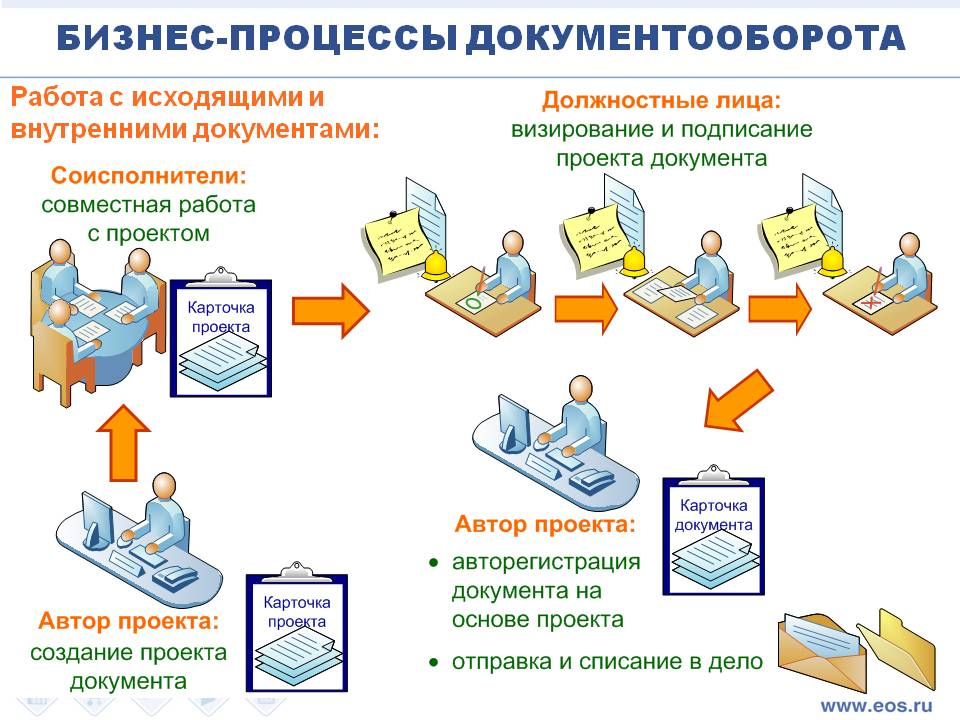 БИЗНЕС-ПРОЦЕССЫ ДОКУМЕНТООБОРОТА
Работа с исходящими и
внутренними документами:
Должностные лица:
визирование и подписание
проекта документа
Соисполнители:
совместная работа
с проектом
Карточка
проекта
Автор проекта:
создание проекта
документа
Карточка
проекта
Автор проекта:
• авторегистрация
документа на
основе проекта
• отправка и списание в дело
Карточка
документа
www.eos.ru